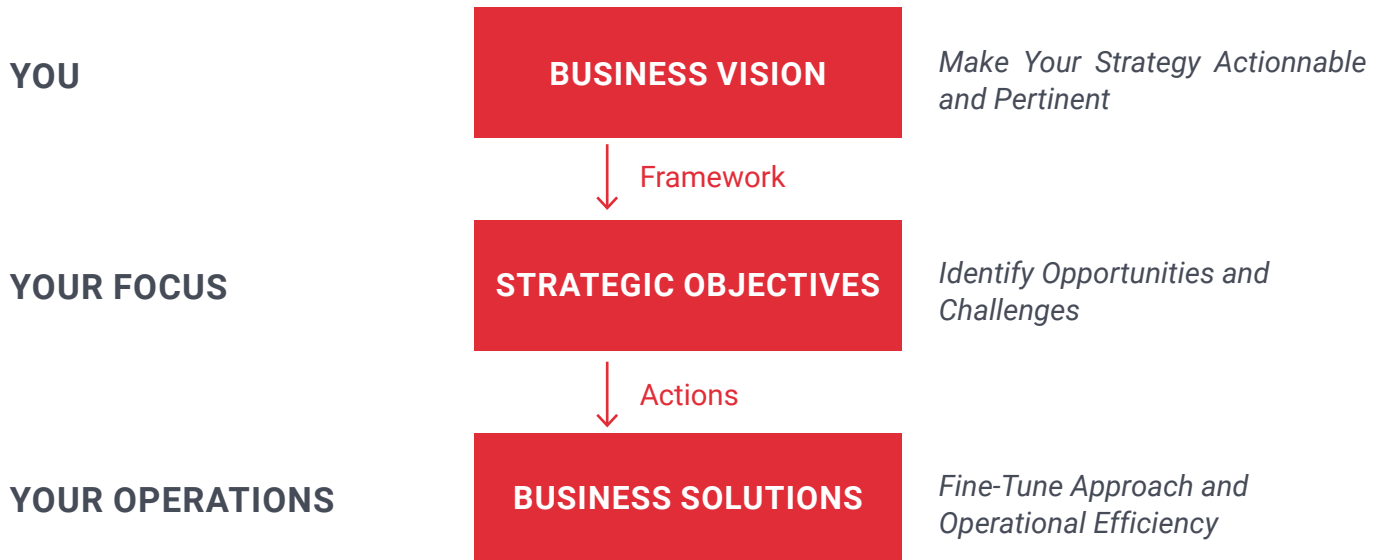 YOU
BUSINESS VISION
Make Your Strategy Actionnable
and Pertinent
Framework
YOUR FOCUS
STRATEGIC OBJECTIVES
Identify Opportunities and
Challenges
Actions
YOUR OPERATIONS
BUSINESS SOLUTIONS
Fine-Tune Approach and
Operational Efficiency